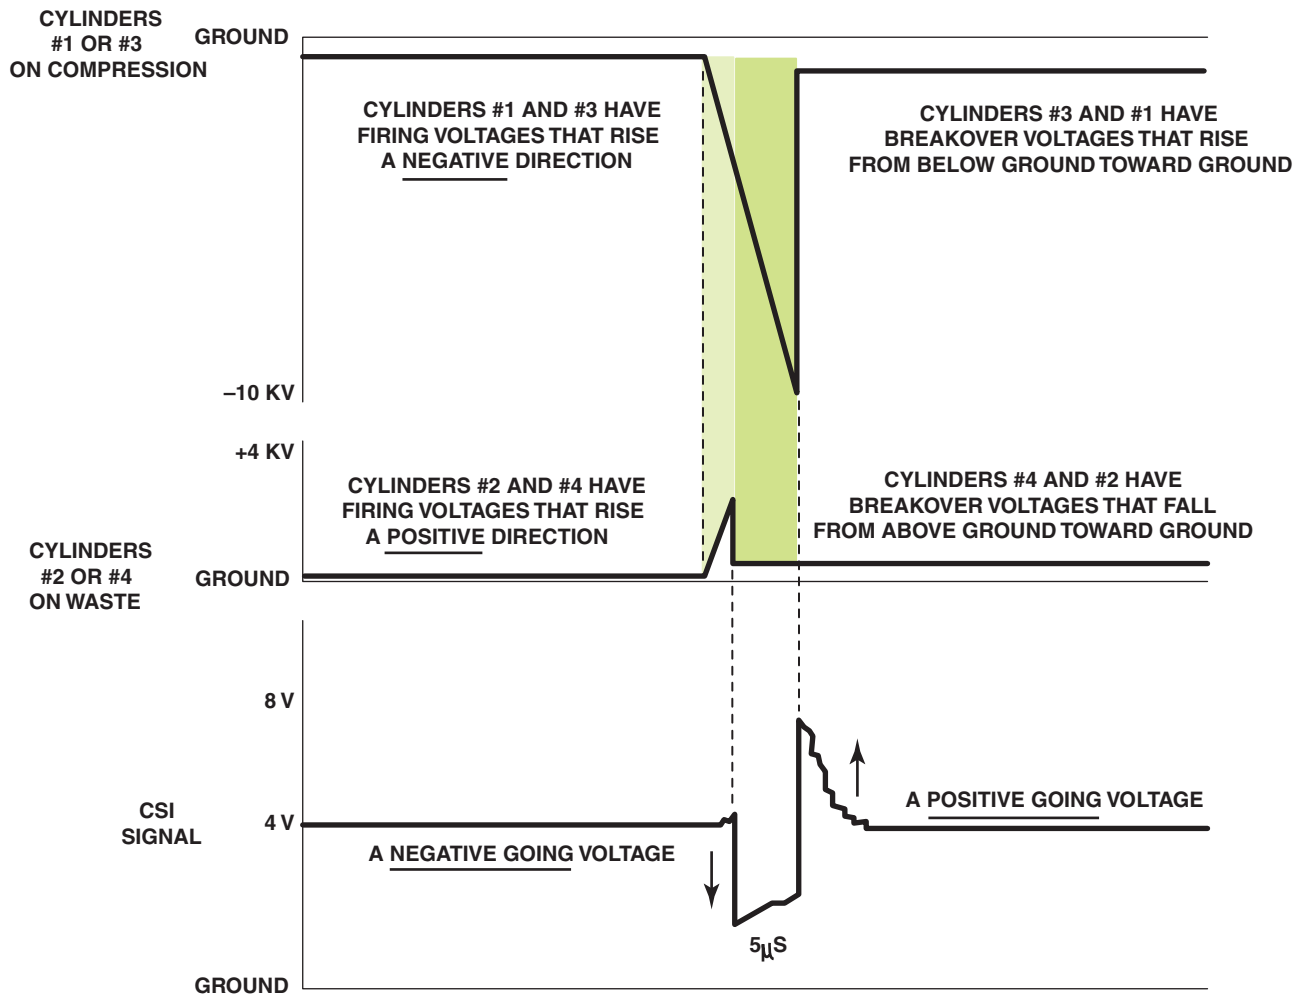 CYLINDERS
#1 OR #3
ON COMPRESSION
GROUND
CYLINDERS #1 AND #3 HAVE
FIRING VOLTAGES THAT RISE
A NEGATIVE DIRECTION
CYLINDERS #3 AND #1 HAVE
BREAKOVER VOLTAGES THAT RISE
FROM BELOW GROUND TOWARD GROUND
–10 KV
+4 KV
CYLINDERS #2 AND #4 HAVE
FIRING VOLTAGES THAT RISE
A POSITIVE DIRECTION
CYLINDERS #4 AND #2 HAVE
BREAKOVER VOLTAGES THAT FALL
FROM ABOVE GROUND TOWARD GROUND
CYLINDERS
#2 OR #4
ON WASTE
GROUND
8 V
CSI
SIGNAL
4 V
A NEGATIVE GOING VOLTAGE
A POSITIVE GOING VOLTAGE
5μS
GROUND